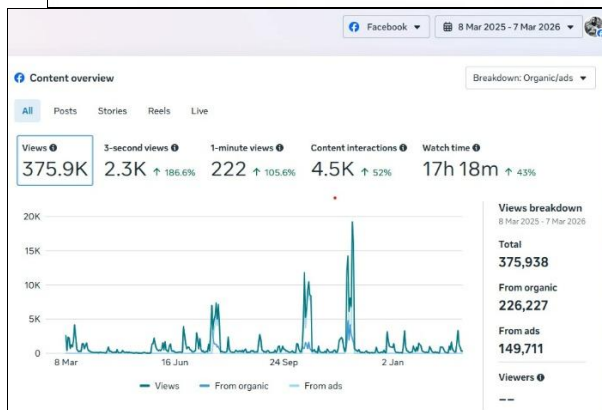 Facebook
8 Mar 2025 - 7 Mar 2026
Content overview
Breakdown: Organic/ads
All Posts Stories Reels Live
Views 3-second views 1-minute views Content interactions Watch time
375.9K 2.3K ↑ 186.6% 222 ↑ 105.6% 4.5K ↑ 52% 17h 18m ↑ 43%
Views breakdown
8 Mar 2025 - 7 Mar 2026
Total
375,938
From organic
226,227
From ads
149,711
Viewers
--
20K
15K
10K
5K
0
8 Mar 16 Jun 24 Sep 2 Jan
Views From organic From ads